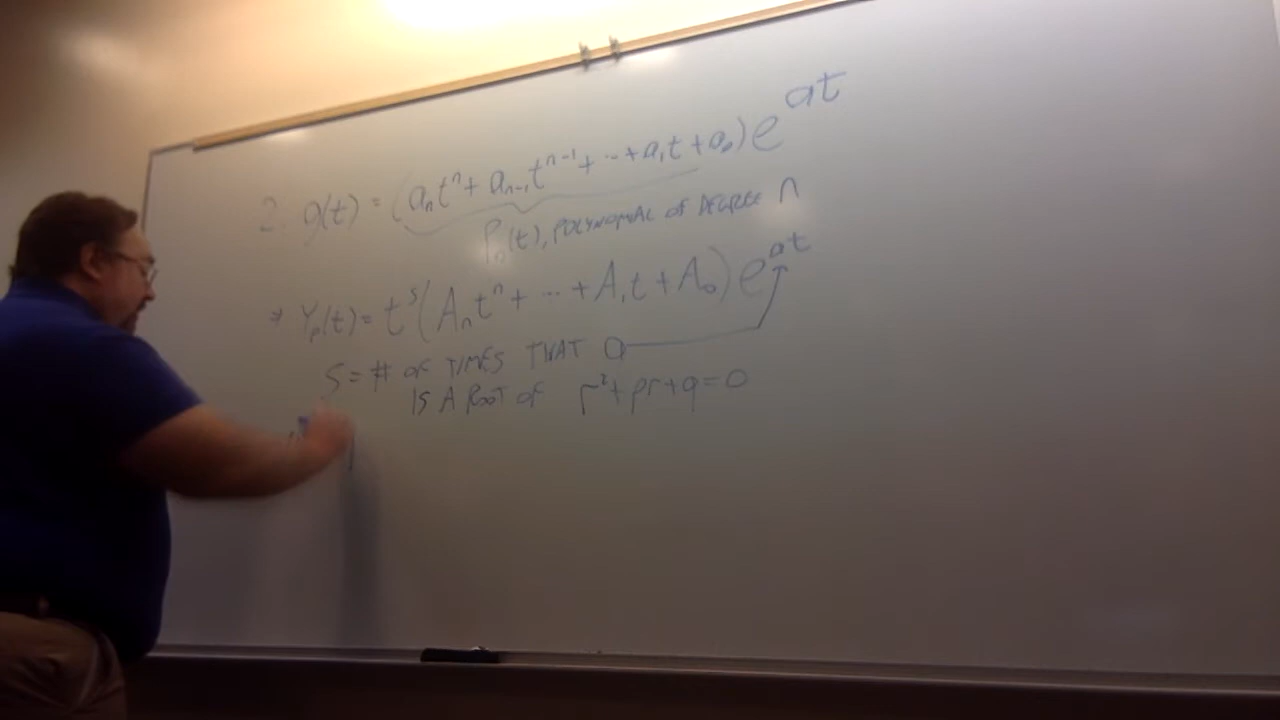 2. g(t) = (aₙtⁿ + aₙ₋₁tⁿ⁻¹ + ... + a₁t + a₀)e^at
Pₙ(t), POLYNOMIAL OF DEGREE n
* Yₚ(t) = t^s(Aₙtⁿ + ... + A₁t + A₀)e^at
S = # OF TIMES THAT a
IS A ROOT OF r² + pr + q = 0